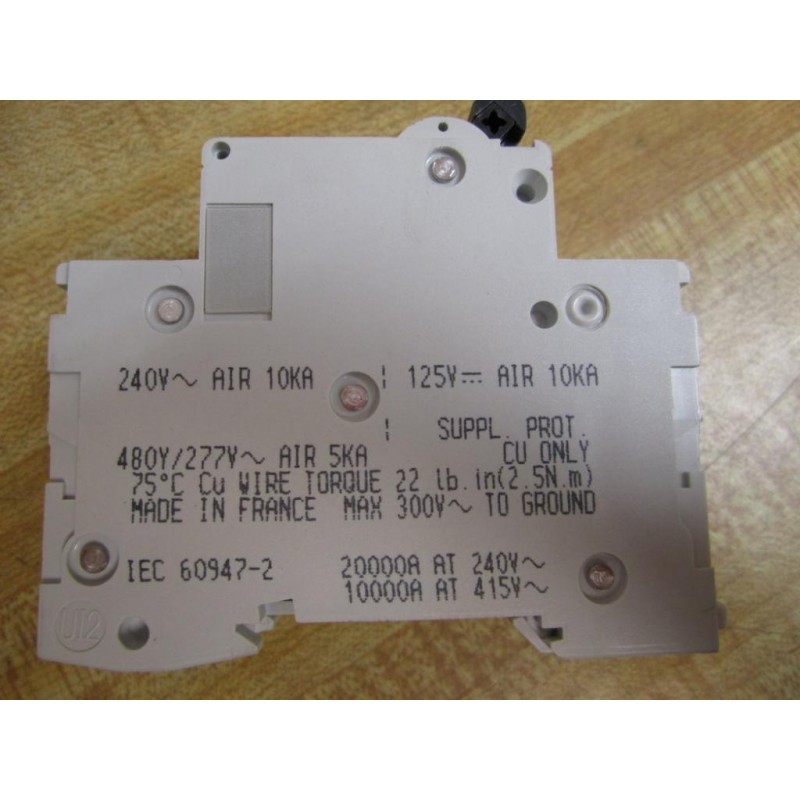 240V~ AIR 10KA ¦ 125V⎓ AIR 10KA
¦ SUPPL. PROT.
480Y/277V~ AIR 5KA CU ONLY
75°C Cu WIRE TORQUE 22 lb.in(2.5N.m)
MADE IN FRANCE MAX 300V~ TO GROUND
IEC 60947-2 20000A AT 240V~
10000A AT 415V~